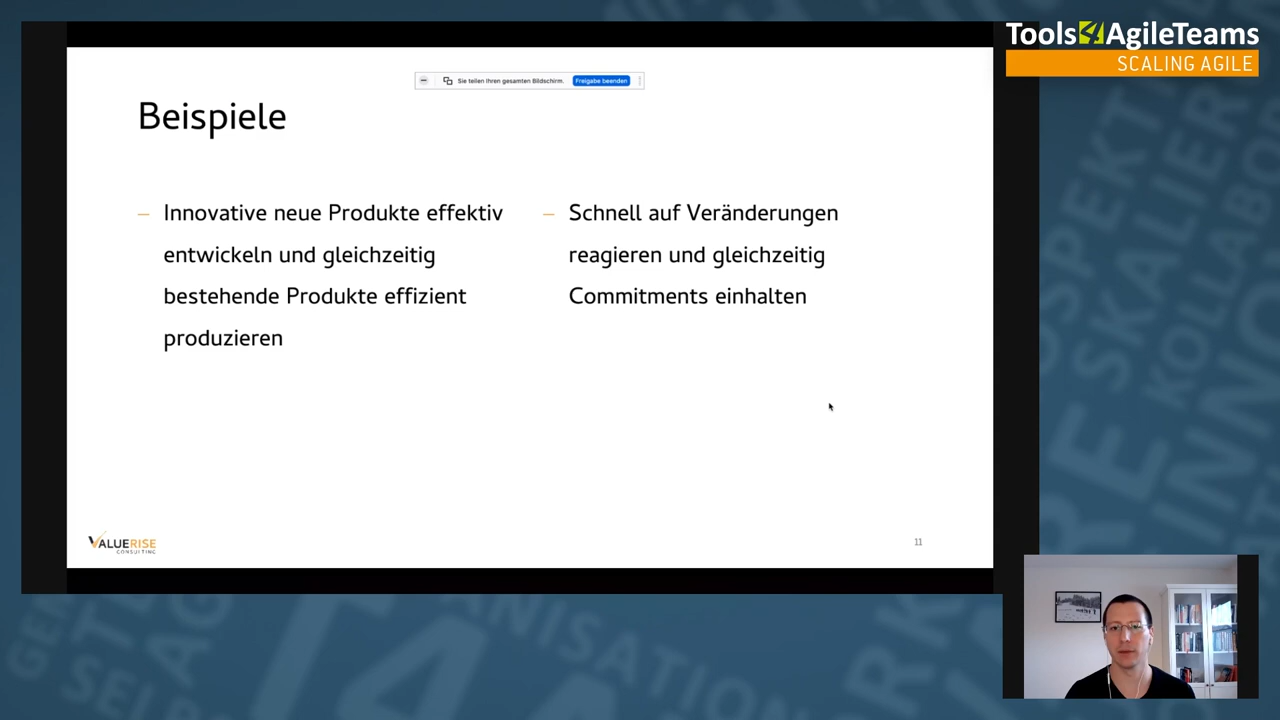 Tools4AgileTeams
SCALING AGILE
Sie teilen Ihren gesamten Bildschirm.
Freigabe beenden
Beispiele
– Innovative neue Produkte effektiv
entwickeln und gleichzeitig
bestehende Produkte effizient
produzieren
– Schnell auf Veränderungen
reagieren und gleichzeitig
Commitments einhalten
VALUERISE
CONSULTING
11